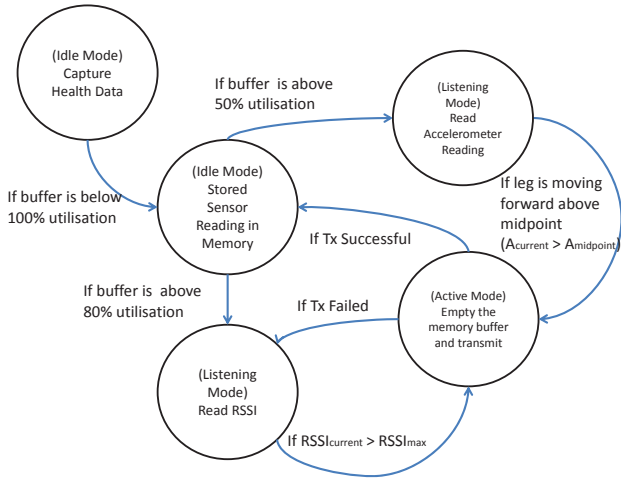 (Idle Mode)
Capture
Health Data
If buffer is above
50% utilisation
(Listening
Mode)
Read
Accelerometer
Reading
If buffer is below
100% utilisation
(Idle Mode)
Stored
Sensor
Reading in
Memory
If leg is moving
forward above
midpoint
(Acurrent > Amidpoint)
If Tx Successful
If buffer is above
80% utilisation
If Tx Failed
(Active Mode)
Empty the
memory buffer
and transmit
(Listening
Mode)
Read RSSI
If RSSIcurrent > RSSImax